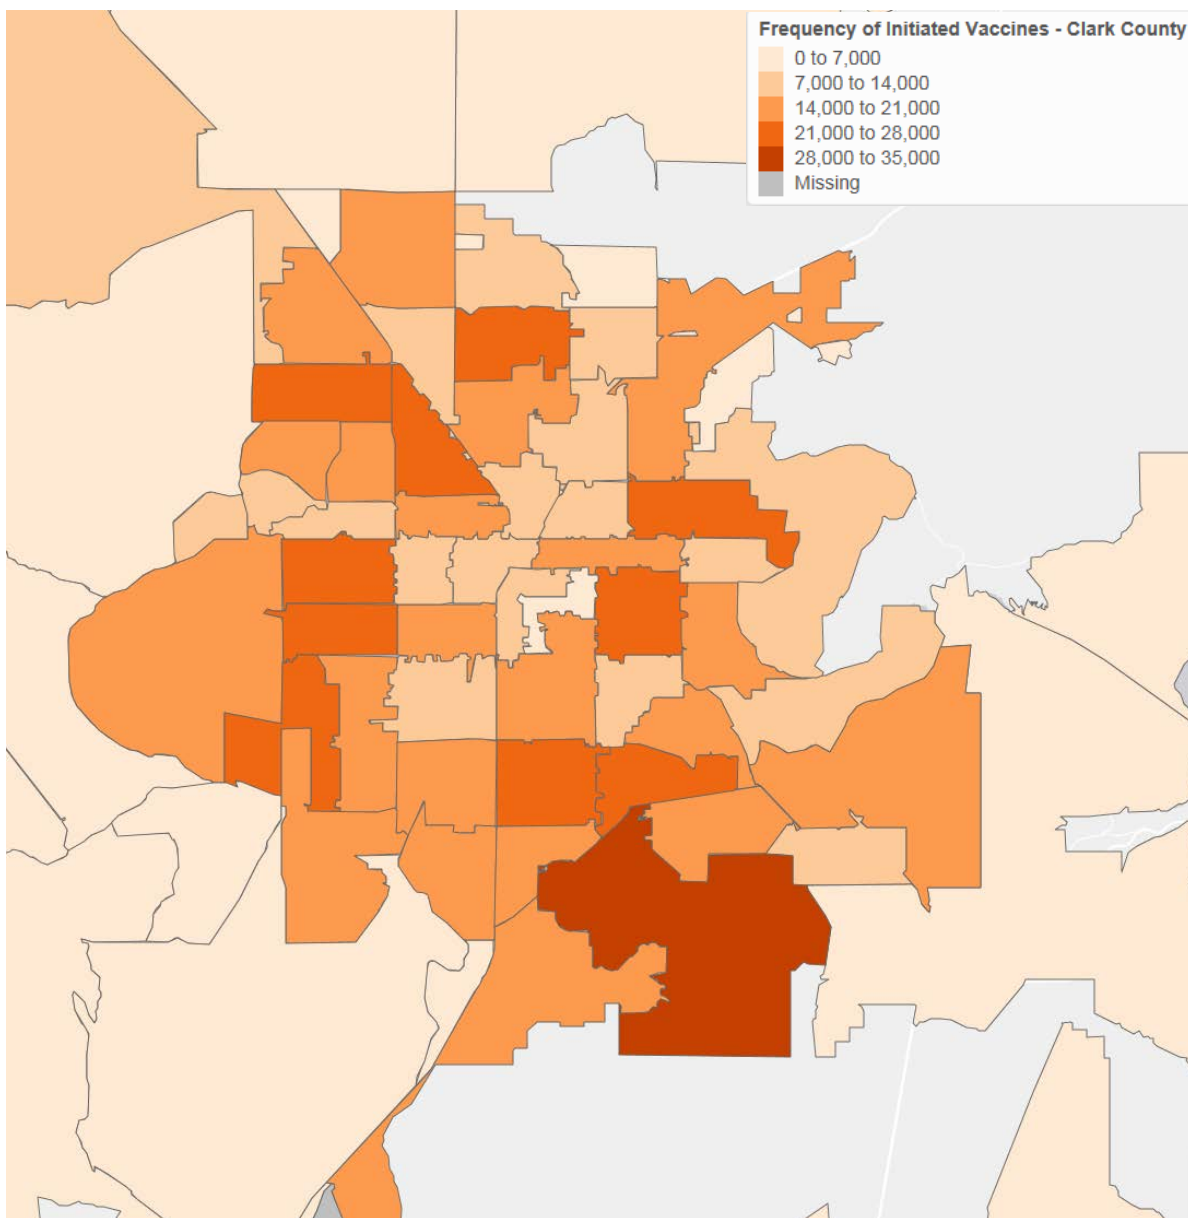 Frequency of Initiated Vaccines - Clark County
0 to 7,000
7,000 to 14,000
14,000 to 21,000
21,000 to 28,000
28,000 to 35,000
Missing